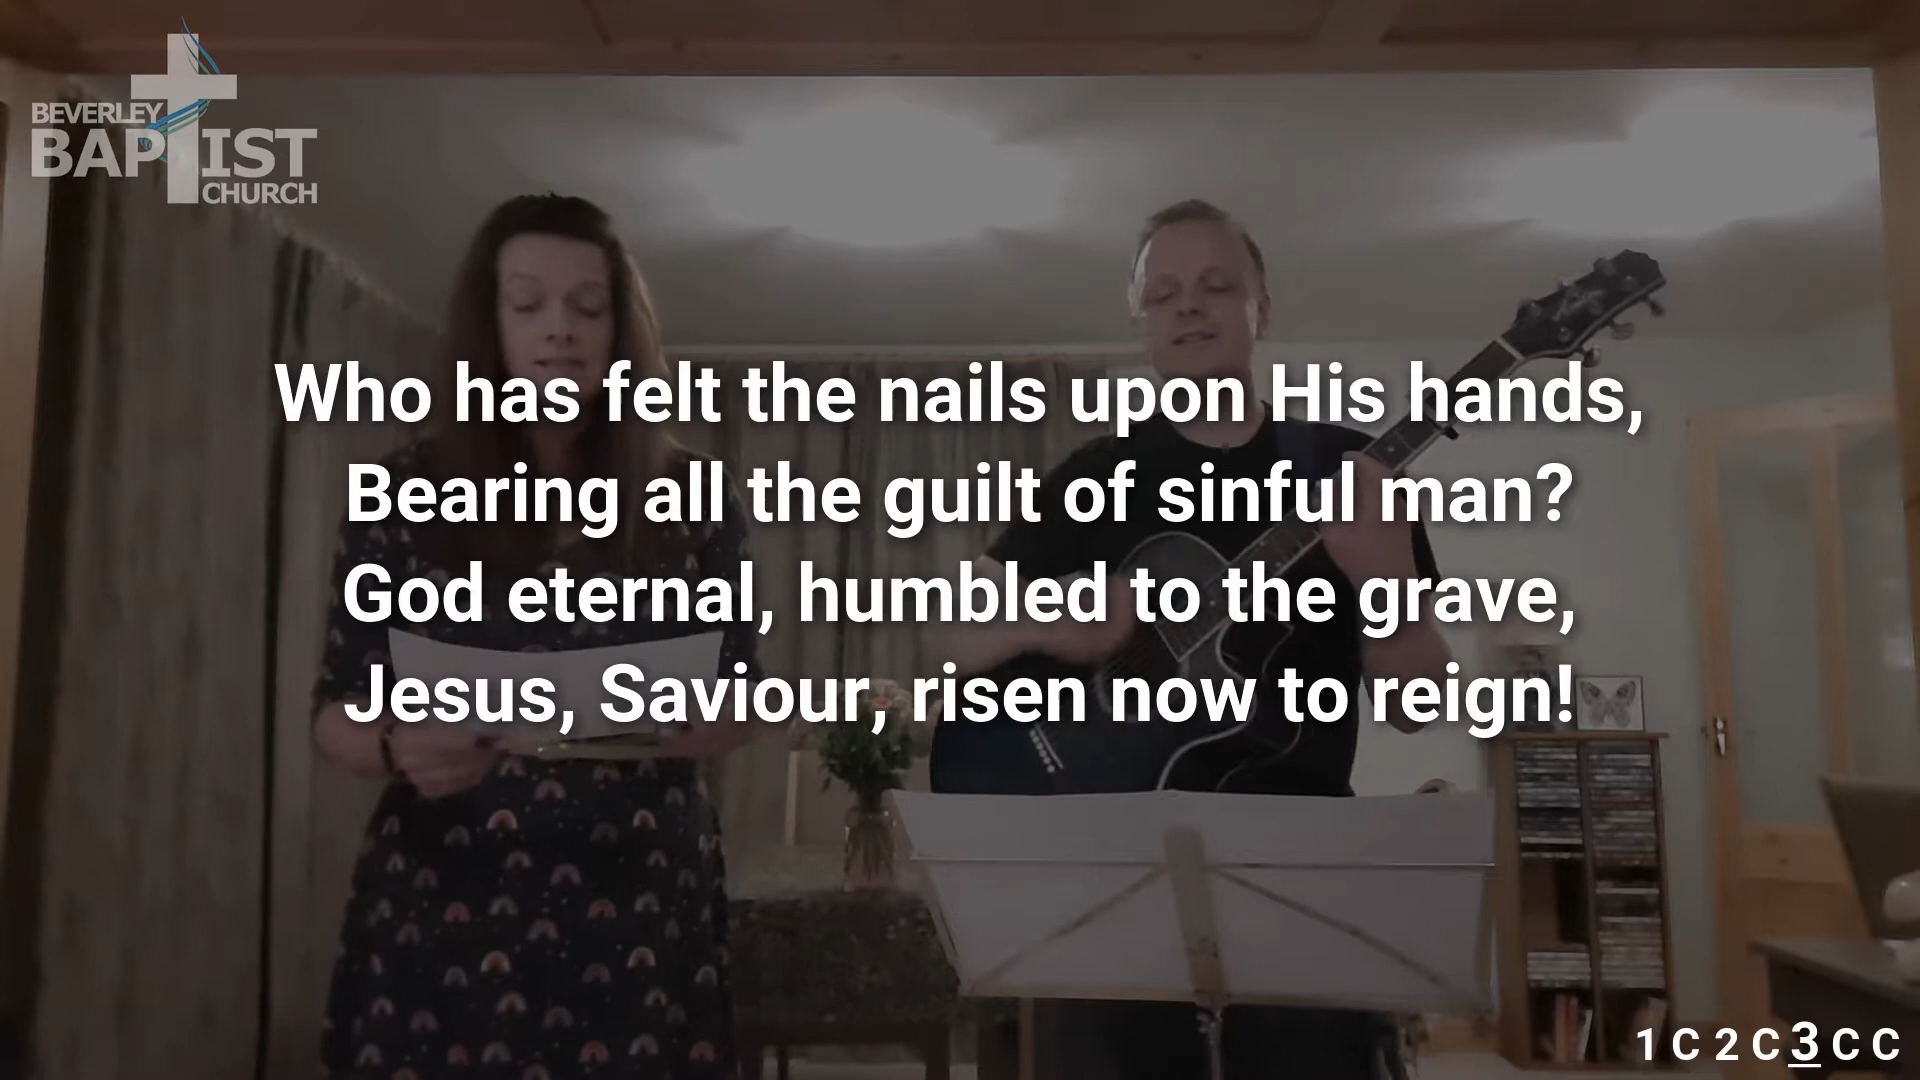 BEVERLEY
BAPTIST
CHURCH
Who has felt the nails upon His hands,
Bearing all the guilt of sinful man?
God eternal, humbled to the grave,
Jesus, Saviour, risen now to reign!
1 C 2 C 3 C C